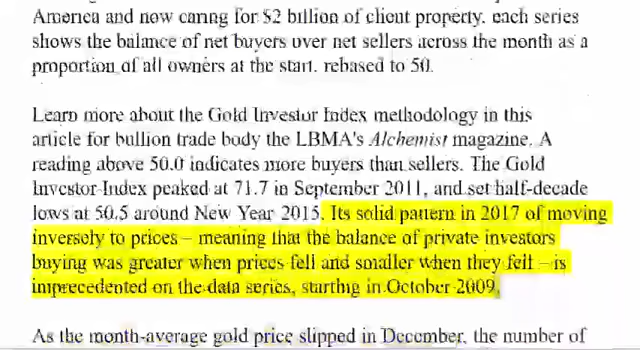 America and now caring for $2 billion of client property. each series
shows the balance of net buyers over net sellers across the month as a
proportion of all owners at the start. rebased to 50.
Learn more about the Gold Investor Index methodology in this
article for bullion trade body the LBMA's Alchemist magazine. A
reading above 50.0 indicates more buyers than sellers. The Gold
Investor Index peaked at 71.7 in September 2011, and set half-decade
lows at 50.5 around New Year 2015. Its solid pattern in 2017 of moving
inversely to prices – meaning that the balance of private investors
buying was greater when prices fell and smaller when they fell – is
unprecedented on the data series, starting in October 2009.
As the month-average gold price slipped in December, the number of